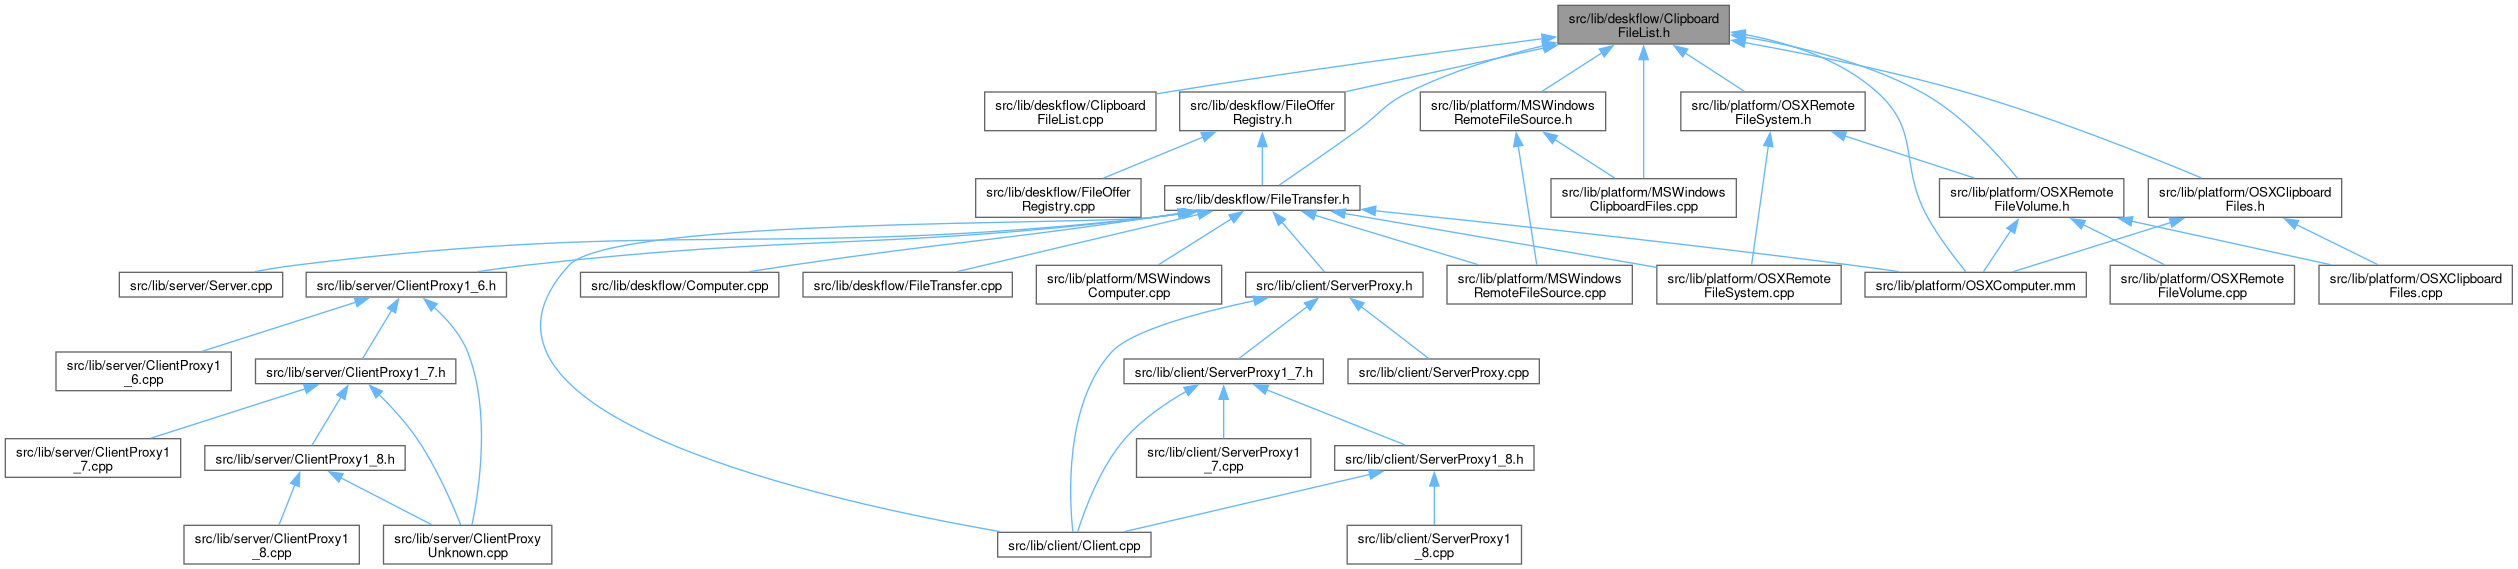 src/lib/deskflow/Clipboard
FileList.h
src/lib/deskflow/Clipboard
FileList.cpp
src/lib/deskflow/FileOffer
Registry.h
src/lib/platform/MSWindows
RemoteFileSource.h
src/lib/platform/OSXRemote
FileSystem.h
src/lib/deskflow/FileOffer
Registry.cpp
src/lib/deskflow/FileTransfer.h
src/lib/platform/MSWindows
ClipboardFiles.cpp
src/lib/platform/OSXRemote
FileVolume.h
src/lib/platform/OSXClipboard
Files.h
src/lib/server/Server.cpp
src/lib/server/ClientProxy1_6.h
src/lib/deskflow/Computer.cpp
src/lib/deskflow/FileTransfer.cpp
src/lib/platform/MSWindows
Computer.cpp
src/lib/client/ServerProxy.h
src/lib/platform/MSWindows
RemoteFileSource.cpp
src/lib/platform/OSXRemote
FileSystem.cpp
src/lib/platform/OSXComputer.mm
src/lib/platform/OSXRemote
FileVolume.cpp
src/lib/platform/OSXClipboard
Files.cpp
src/lib/server/ClientProxy1
_6.cpp
src/lib/server/ClientProxy1_7.h
src/lib/client/ServerProxy1_7.h
src/lib/client/ServerProxy.cpp
src/lib/server/ClientProxy1
_7.cpp
src/lib/server/ClientProxy1_8.h
src/lib/client/ServerProxy1
_7.cpp
src/lib/client/ServerProxy1_8.h
src/lib/server/ClientProxy1
_8.cpp
src/lib/server/ClientProxy
Unknown.cpp
src/lib/client/Client.cpp
src/lib/client/ServerProxy1
_8.cpp